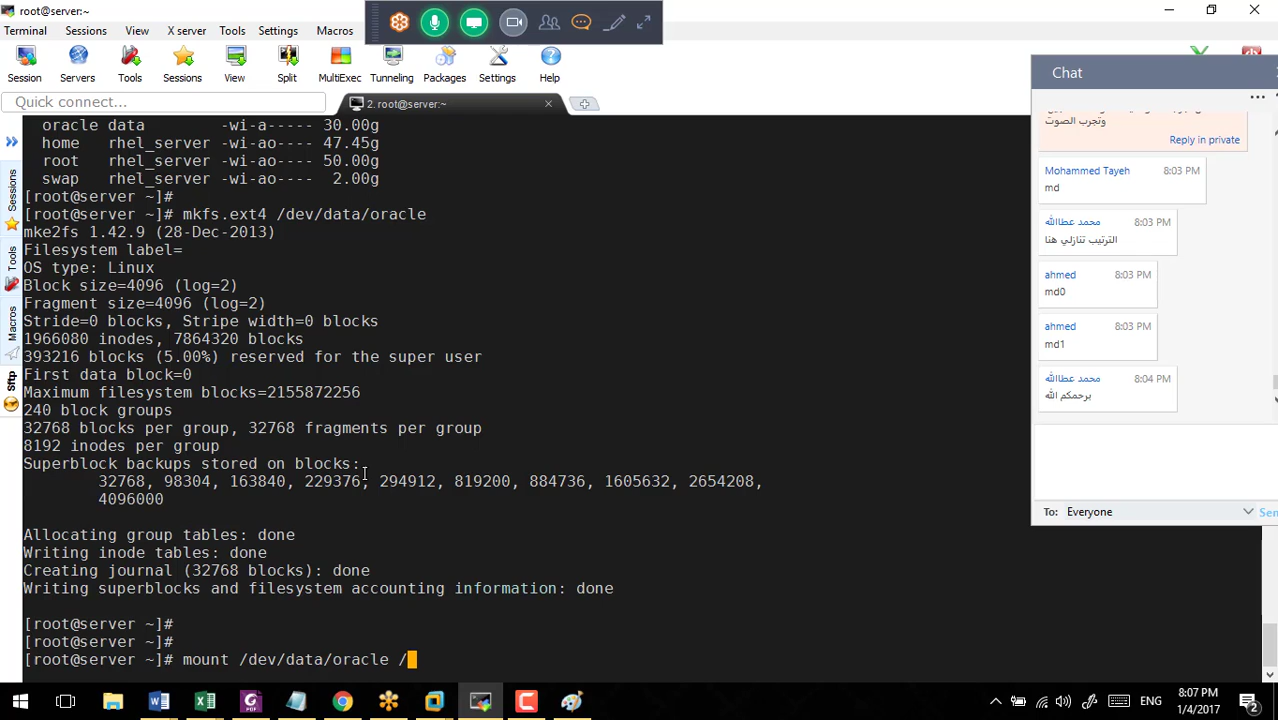 root@server:~
Terminal Sessions View X server Tools Settings Macros
Session Servers Tools Sessions View Split MultiExec Tunneling Packages Settings Help
Quick connect...
2. root@server:~
Sessions
Tools
Macros
Sftp
oracle data -wi-a----- 30.00g
home rhel_server -wi-ao---- 47.45g
root rhel_server -wi-ao---- 50.00g
swap rhel_server -wi-ao---- 2.00g
[root@server ~]#
[root@server ~]# mkfs.ext4 /dev/data/oracle
mke2fs 1.42.9 (28-Dec-2013)
Filesystem label=
OS type: Linux
Block size=4096 (log=2)
Fragment size=4096 (log=2)
Stride=0 blocks, Stripe width=0 blocks
1966080 inodes, 7864320 blocks
393216 blocks (5.00%) reserved for the super user
First data block=0
Maximum filesystem blocks=2155872256
240 block groups
32768 blocks per group, 32768 fragments per group
8192 inodes per group
Superblock backups stored on blocks:
32768, 98304, 163840, 229376, 294912, 819200, 884736, 1605632, 2654208,
4096000
Allocating group tables: done
Writing inode tables: done
Creating journal (32768 blocks): done
Writing superblocks and filesystem accounting information: done
[root@server ~]#
[root@server ~]#
[root@server ~]# mount /dev/data/oracle /
Chat
وتجرب الصوت
Reply in private
Mohammed Tayeh 8:03 PM
md
محمد عطاالله 8:03 PM
الترتيب تنازلي هنا
ahmed 8:03 PM
md0
ahmed 8:03 PM
md1
محمد عطاالله 8:04 PM
يرحمكم الله
To: Everyone
Sen
ENG
8:07 PM
1/4/2017
2